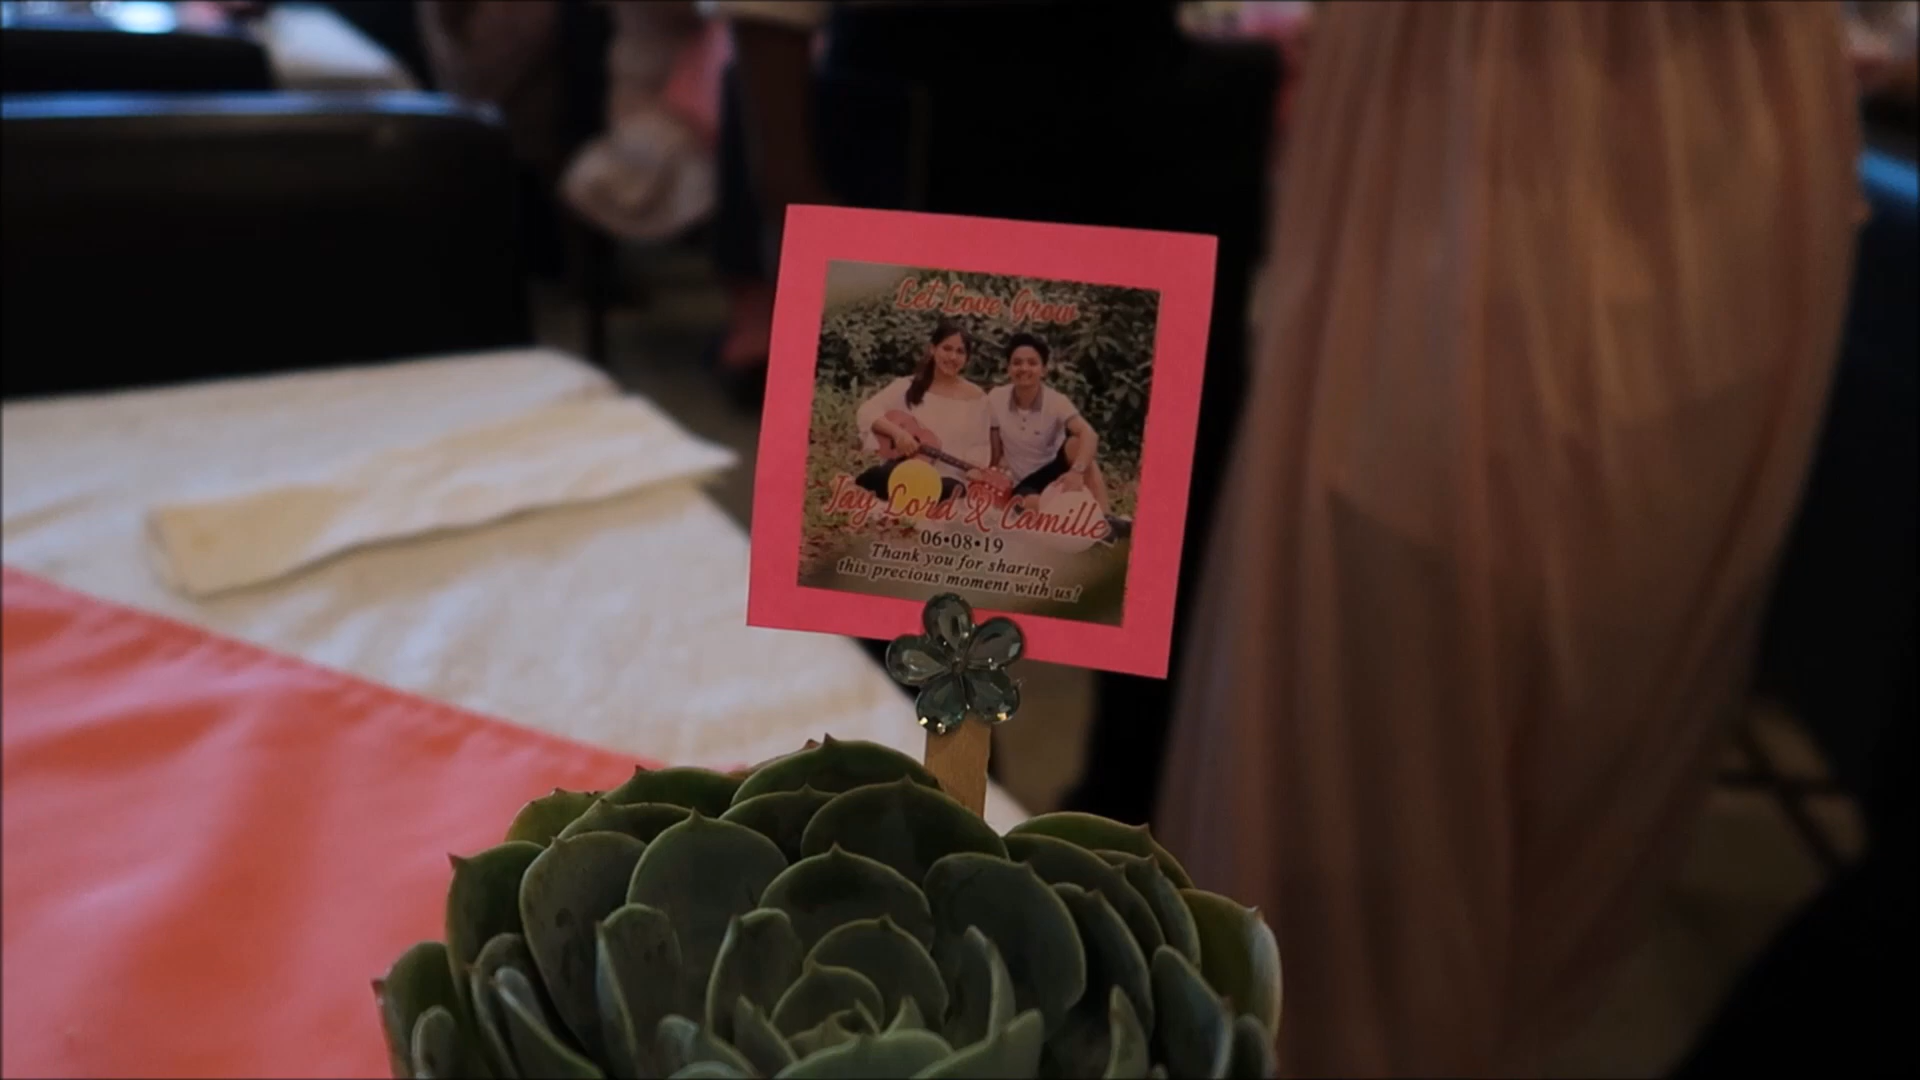 Let Love Grow
Jay Lord & Camille
06•08•19
Thank you for sharing
this precious moment with us!